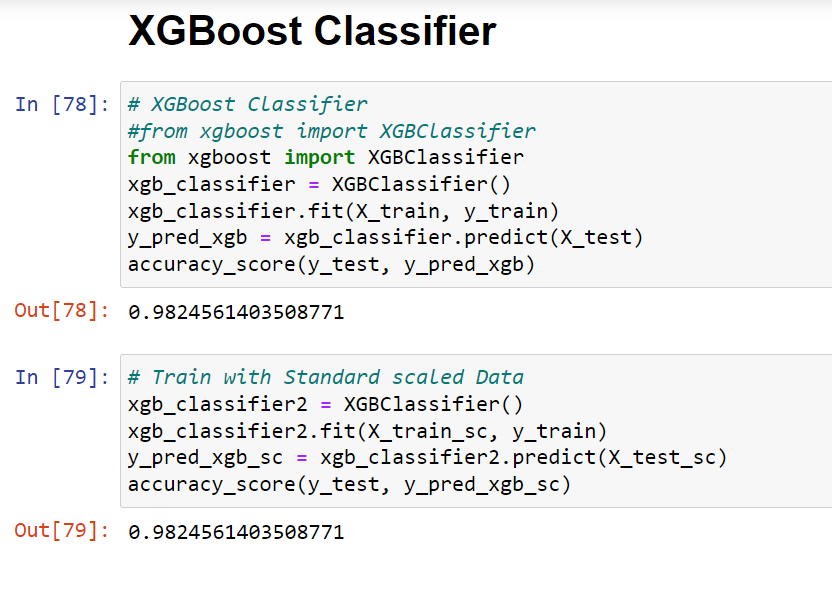 XGBoost Classifier
In [78]:
# XGBoost Classifier
#from xgboost import XGBClassifier
from xgboost import XGBClassifier
xgb_classifier = XGBClassifier()
xgb_classifier.fit(X_train, y_train)
y_pred_xgb = xgb_classifier.predict(X_test)
accuracy_score(y_test, y_pred_xgb)
Out[78]: 0.9824561403508771
In [79]:
# Train with Standard scaled Data
xgb_classifier2 = XGBClassifier()
xgb_classifier2.fit(X_train_sc, y_train)
y_pred_xgb_sc = xgb_classifier2.predict(X_test_sc)
accuracy_score(y_test, y_pred_xgb_sc)
Out[79]: 0.9824561403508771